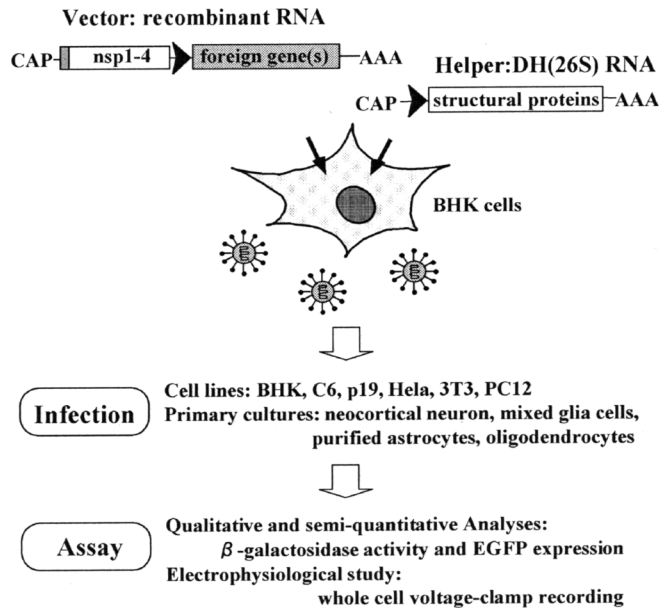 Vector: recombinant RNA
CAP nsp1-4 foreign gene(s) AAA
Helper:DH(26S) RNA
CAP structural proteins AAA
BHK cells
Infection
Cell lines: BHK, C6, p19, Hela, 3T3, PC12
Primary cultures: neocortical neuron, mixed glia cells,
purified astrocytes, oligodendrocytes
Assay
Qualitative and semi-quantitative Analyses:
β-galactosidase activity and EGFP expression
Electrophysiological study:
whole cell voltage-clamp recording